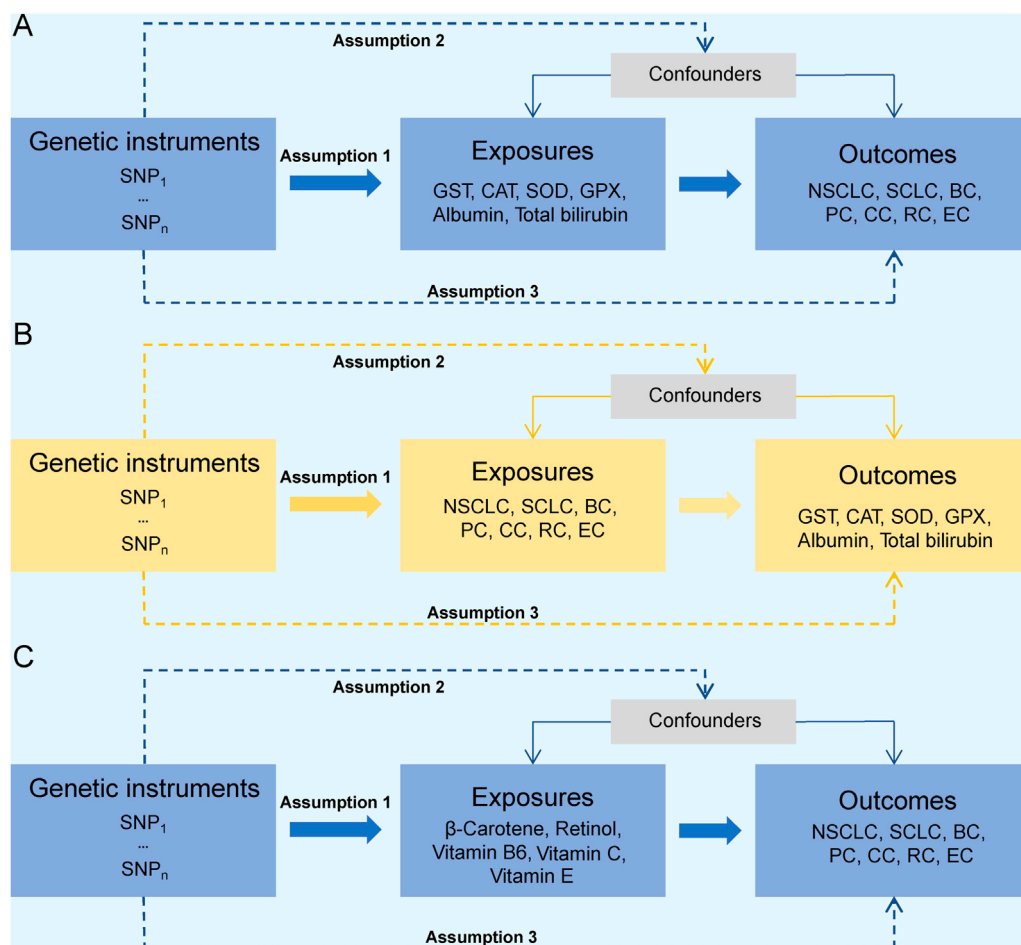 A
Assumption 2
Confounders
Genetic instruments
SNP1
...
SNPn
Assumption 1
Exposures
GST, CAT, SOD, GPX,
Albumin, Total bilirubin
Outcomes
NSCLC, SCLC, BC,
PC, CC, RC, EC
Assumption 3
B
Assumption 2
Confounders
Genetic instruments
SNP1
...
SNPn
Assumption 1
Exposures
NSCLC, SCLC, BC,
PC, CC, RC, EC
Outcomes
GST, CAT, SOD, GPX,
Albumin, Total bilirubin
Assumption 3
C
Assumption 2
Confounders
Genetic instruments
SNP1
...
SNPn
Assumption 1
Exposures
β-Carotene, Retinol,
Vitamin B6, Vitamin C,
Vitamin E
Outcomes
NSCLC, SCLC, BC,
PC, CC, RC, EC
Assumption 3